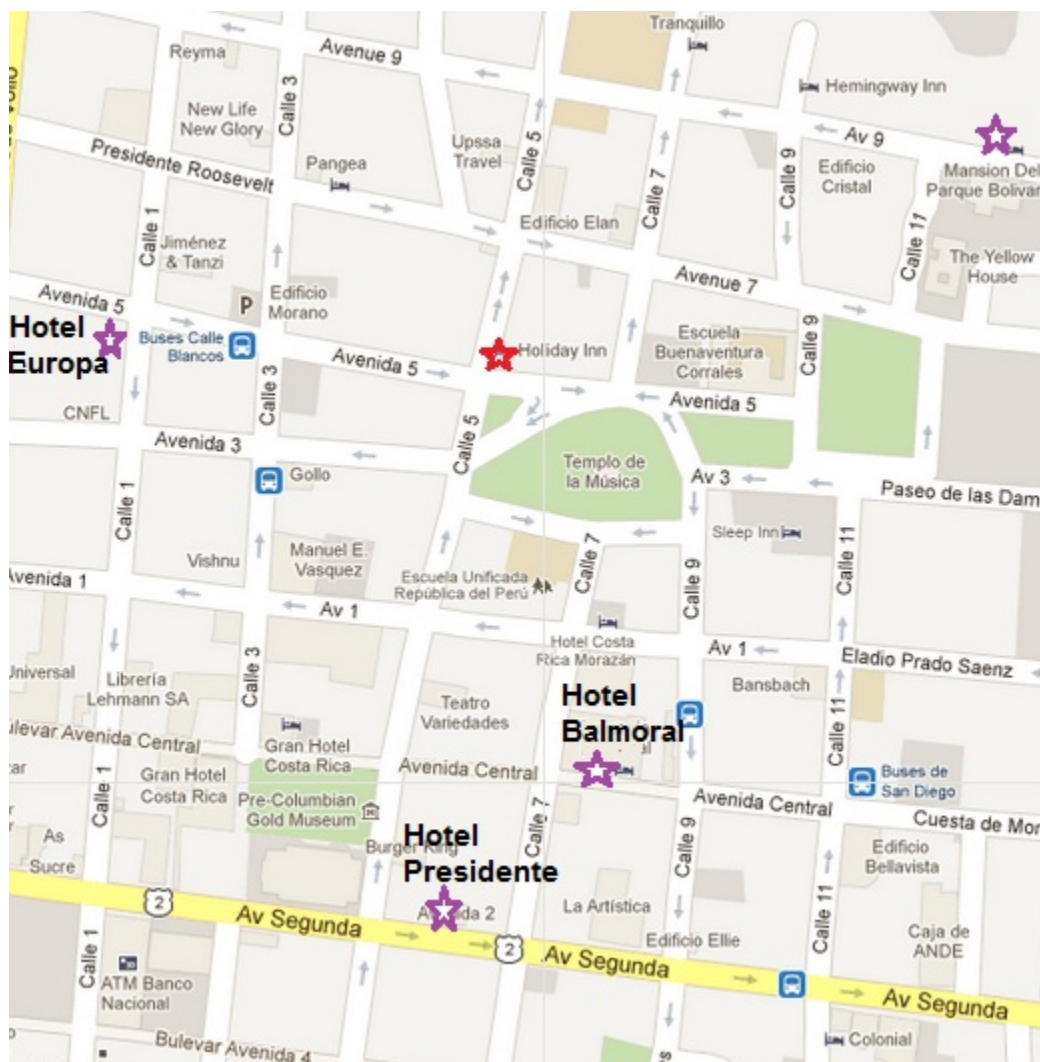 Tranquillo
Reyma
Avenue 9
Calle 3
Hemingway Inn
New Life
New Glory
Upssa
Travel
Calle 5
Av 9
Presidente Roosevelt
Pangea
Calle 7
Calle 9
Edificio
Cristal
Mansion Del
Parque Bolivar
Calle 1
Edificio Elan
Calle 11
Jiménez
& Tanzi
The Yellow
House
Avenue 7
Avenida 5
P
Edificio
Morano
Hotel
Europa
Buses Calle
Blancos
Holiday Inn
Escuela
Buenaventura
Corrales
Calle 9
Avenida 5
Calle 3
Avenida 5
CNFL
Avenida 3
Calle 5
Templo de
la Música
Av 3
Paseo de las Dam
Gollo
Calle 1
Sleep Inn
Vishnu
Manuel E.
Vasquez
Calle 7
Calle 9
Calle 11
Escuela Unificada
República del Perú
Avenida 1
Av 1
Hotel Costa
Rica Morazán
Av 1
Eladio Prado Saenz
Universal
Librería
Lehmann SA
Calle 3
Teatro
Variedades
Hotel
Balmoral
el
Bansbach
Calle 11
ulevar Avenida Central
Gran Hotel
Costa Rica
Avenida Central
Buses de
San Diego
car
Gran Hotel
Costa Rica
Pre-Columbian
Gold Museum
Calle 1
Calle 7
Avenida Central
Cuesta de Mor
As
Sucre
Hotel
Presidente
Burger King
Calle 9
Edificio
Bellavista
2
Av Segunda
2
La Artística
Calle 11
Edificio Ellie
Caja de
ANDE
2
Av Segunda
Av Segunda
Calle 1
ATM Banco
Nacional
Bulevar Avenida 4
Colonial